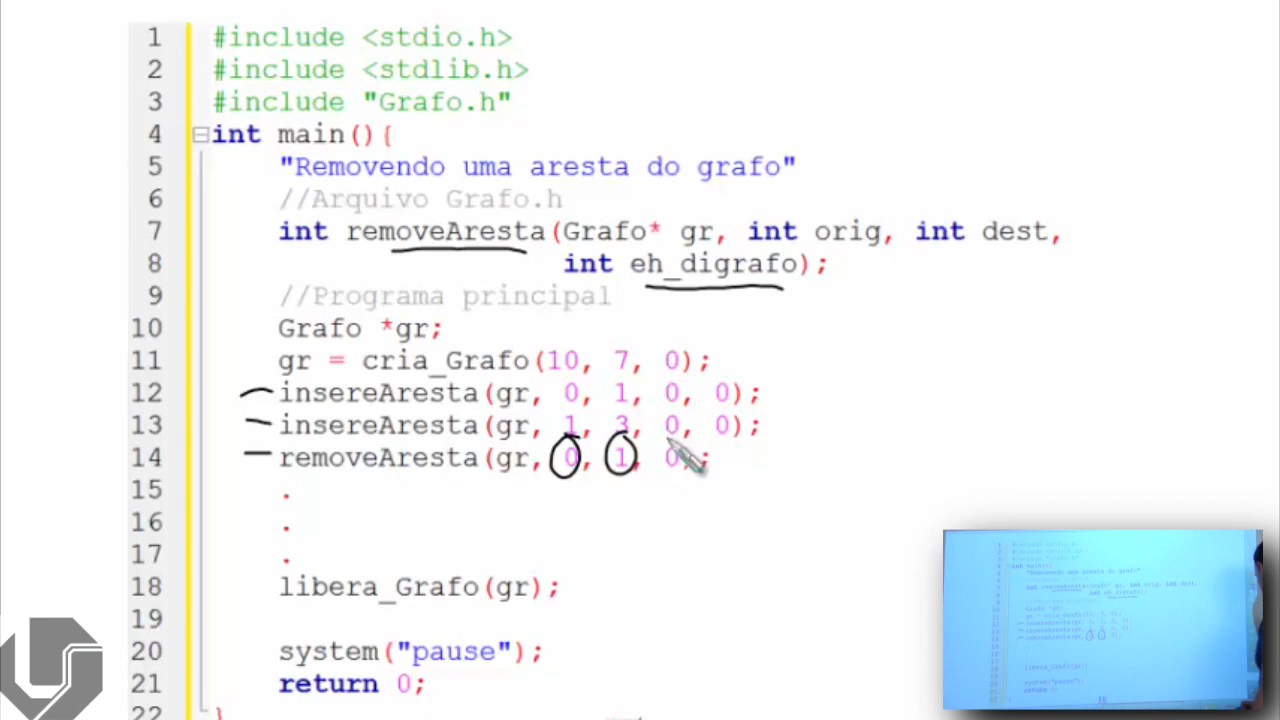 1 #include <stdio.h>
2 #include <stdlib.h>
3 #include "Grafo.h"
4 int main(){
5 "Removendo uma aresta do grafo"
6 //Arquivo Grafo.h
7 int removeAresta(Grafo* gr, int orig, int dest,
8 int eh_digrafo);
9 //Programa principal
10 Grafo *gr;
11 gr = cria_Grafo(10, 7, 0);
12 insereAresta(gr, 0, 1, 0, 0);
13 insereAresta(gr, 1, 3, 0, 0);
14 removeAresta(gr, 0, 1, 0;
15 .
16 .
17 .
18 libera_Grafo(gr);
19
20 system("pause");
21 return 0;
22 }